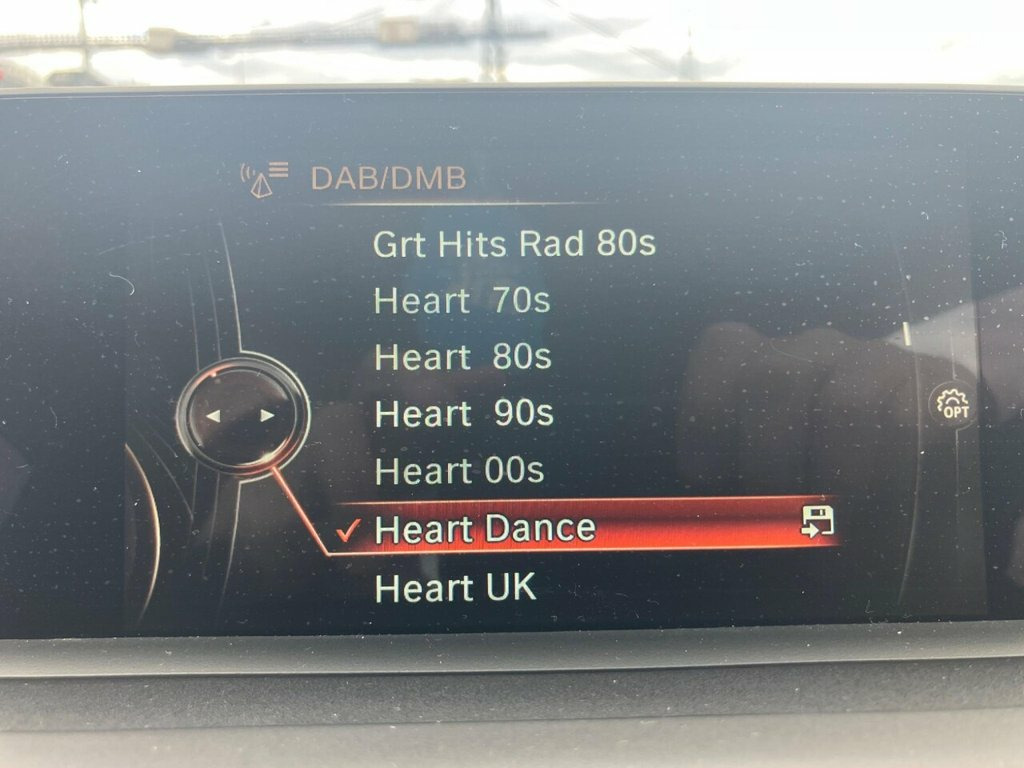 DAB/DMB
Grt Hits Rad 80s
Heart 70s
Heart 80s
Heart 90s
Heart 00s
Heart Dance
Heart UK
OPT